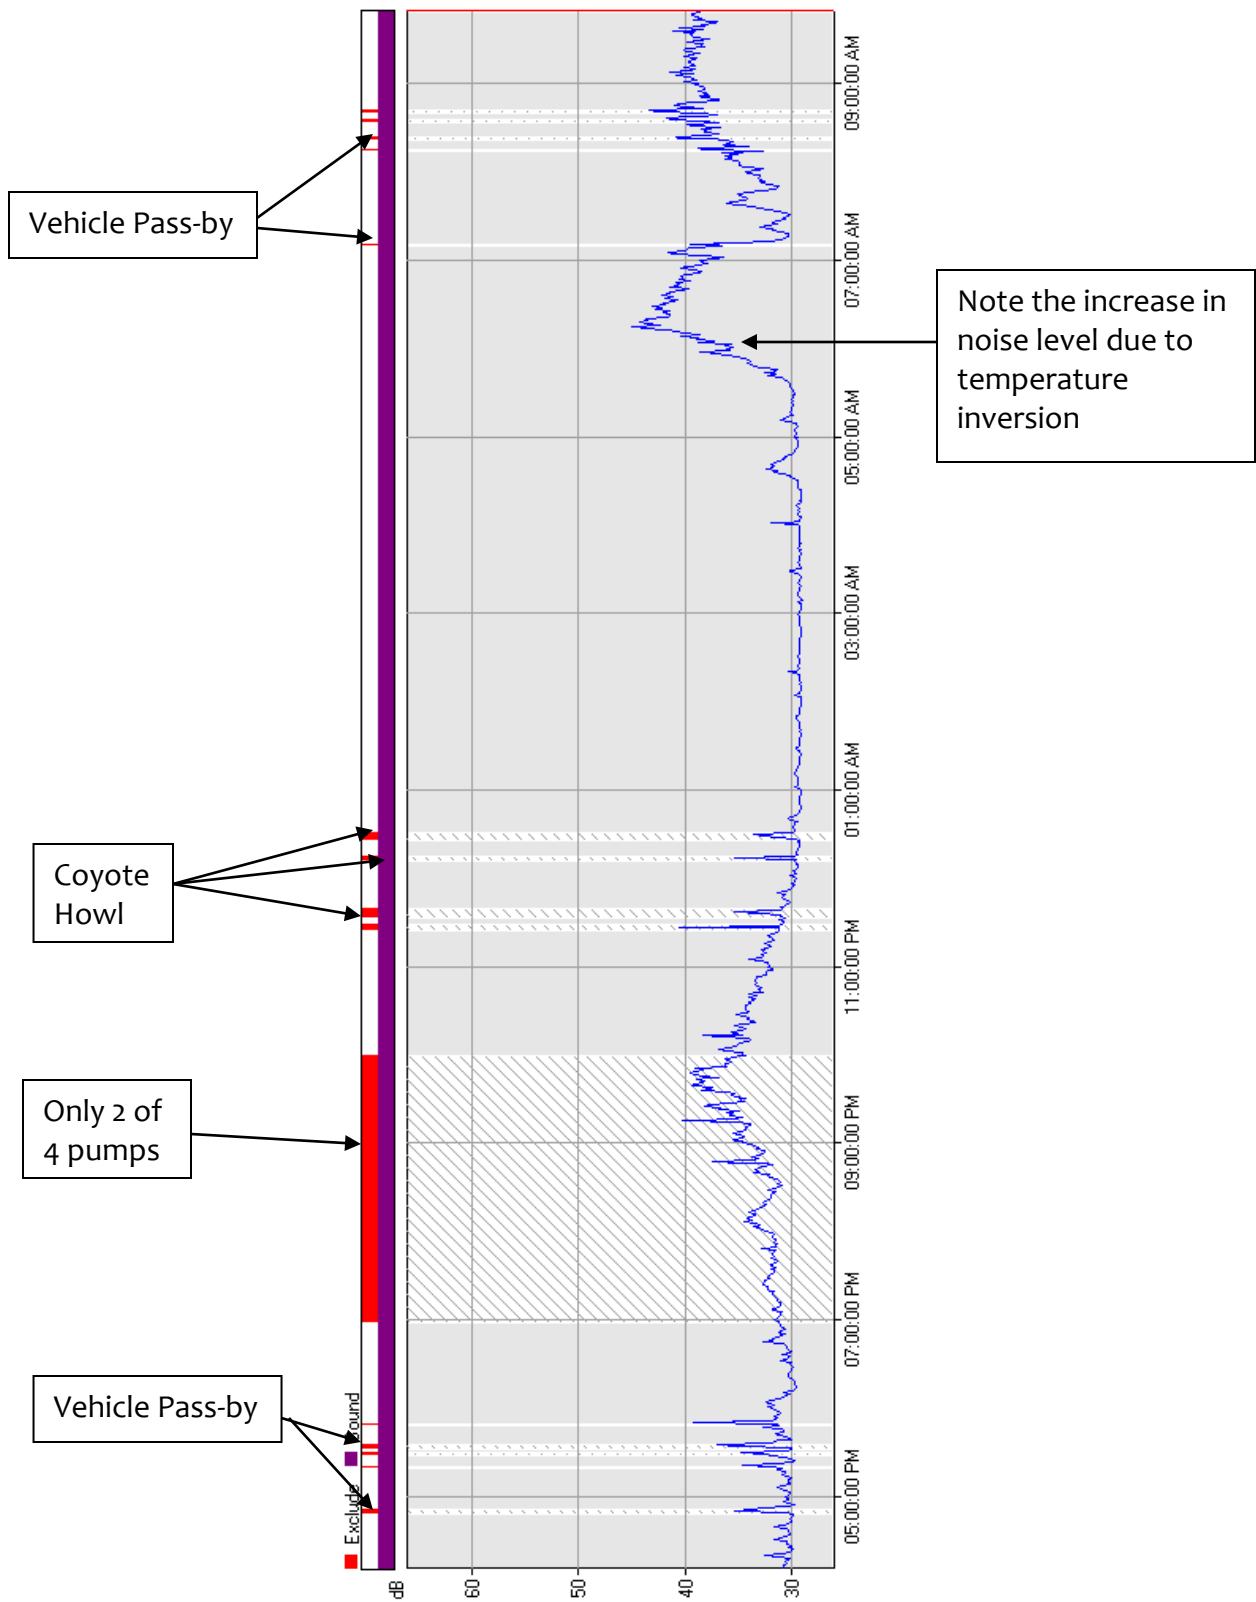 Vehicle Pass-by
Note the increase in
noise level due to
temperature
inversion
Coyote
Howl
Only 2 of
4 pumps
Vehicle Pass-by
Exclude
ound
dB
60
50
40
30
05:00:00 PM
07:00:00 PM
09:00:00 PM
11:00:00 PM
01:00:00 AM
03:00:00 AM
05:00:00 AM
07:00:00 AM
09:00:00 AM